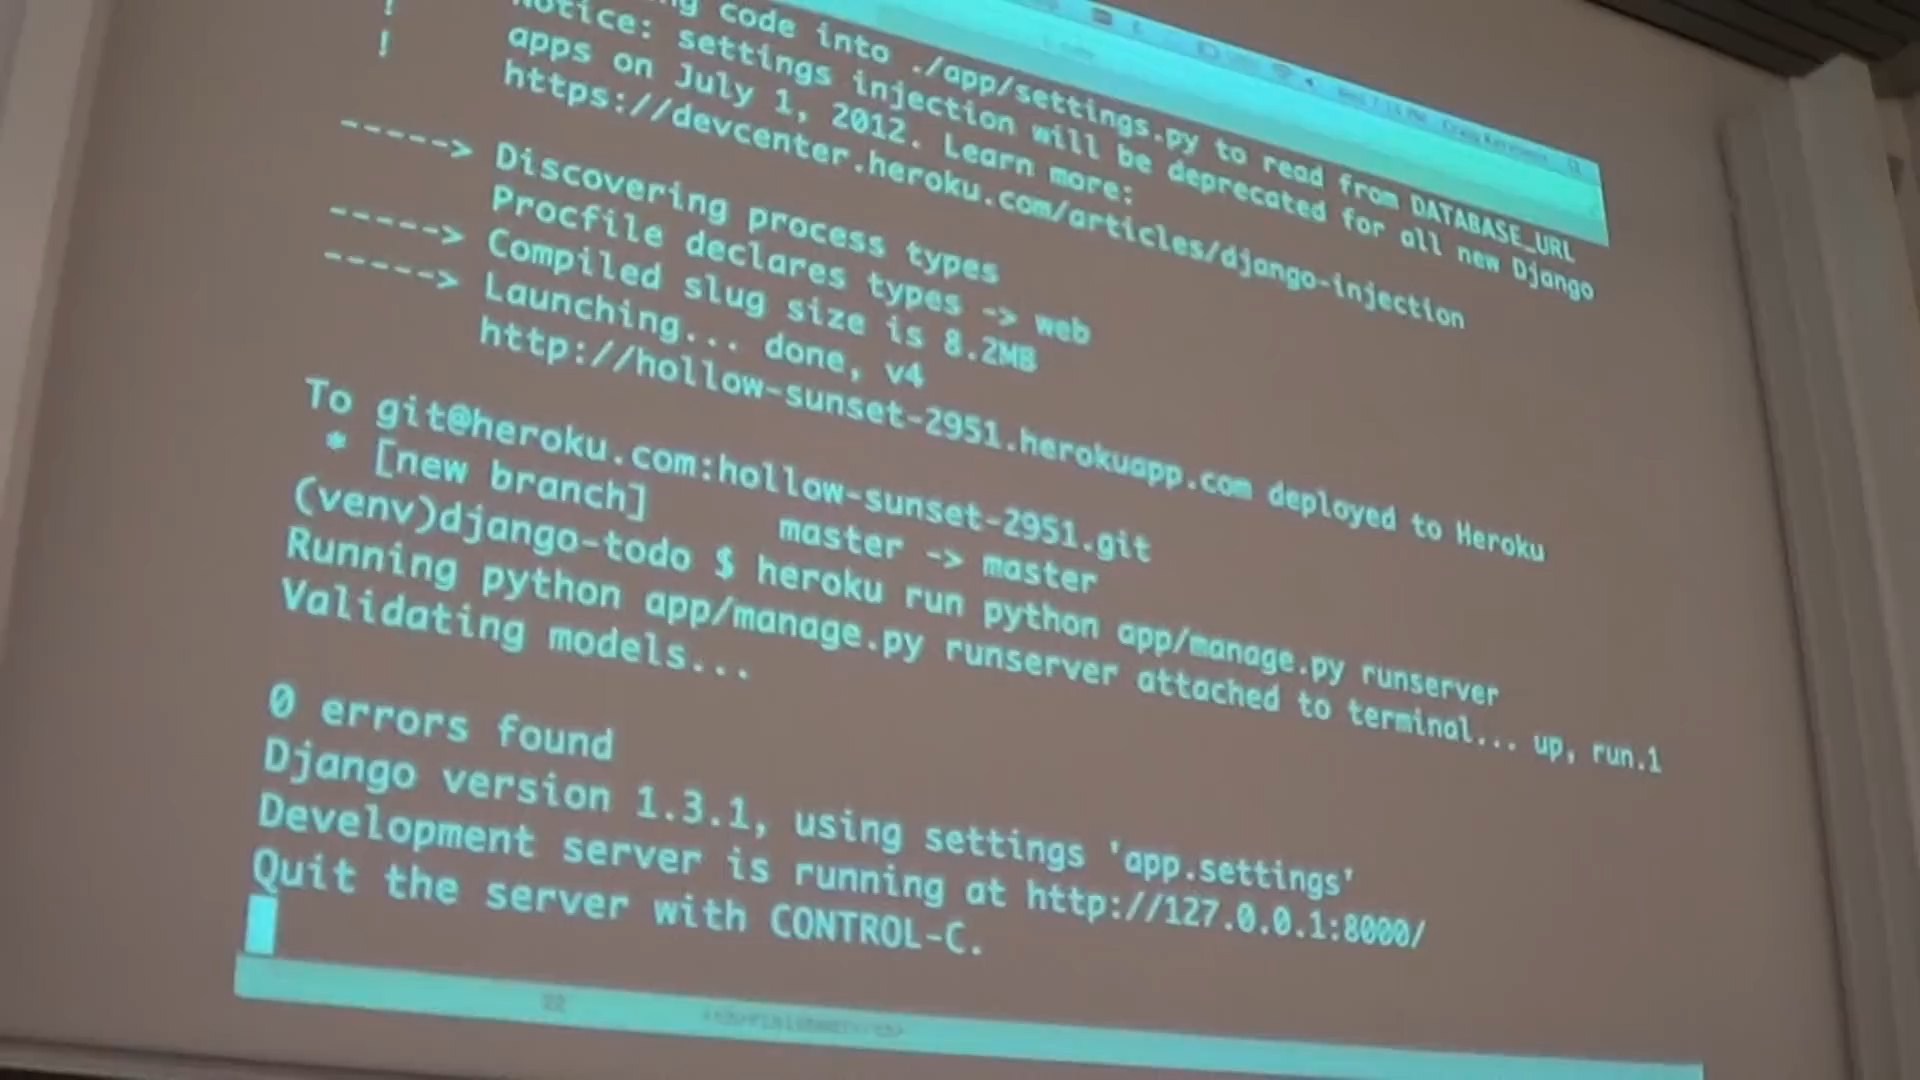 code into ./app/settings.py to read from DATABASE_URL
! Notice: settings injection will be deprecated for all new Django
! apps on July 1, 2012. Learn more:
https://devcenter.heroku.com/articles/django-injection
-----> Discovering process types
Procfile declares types -> web
-----> Compiled slug size is 8.2MB
-----> Launching... done, v4
http://hollow-sunset-2951.herokuapp.com deployed to Heroku
To git@heroku.com:hollow-sunset-2951.git
* [new branch] master -> master
(venv)django-todo $ heroku run python app/manage.py runserver
Running python app/manage.py runserver attached to terminal... up, run.1
Validating models...
0 errors found
Django version 1.3.1, using settings 'app.settings'
Development server is running at http://127.0.0.1:8000/
Quit the server with CONTROL-C.